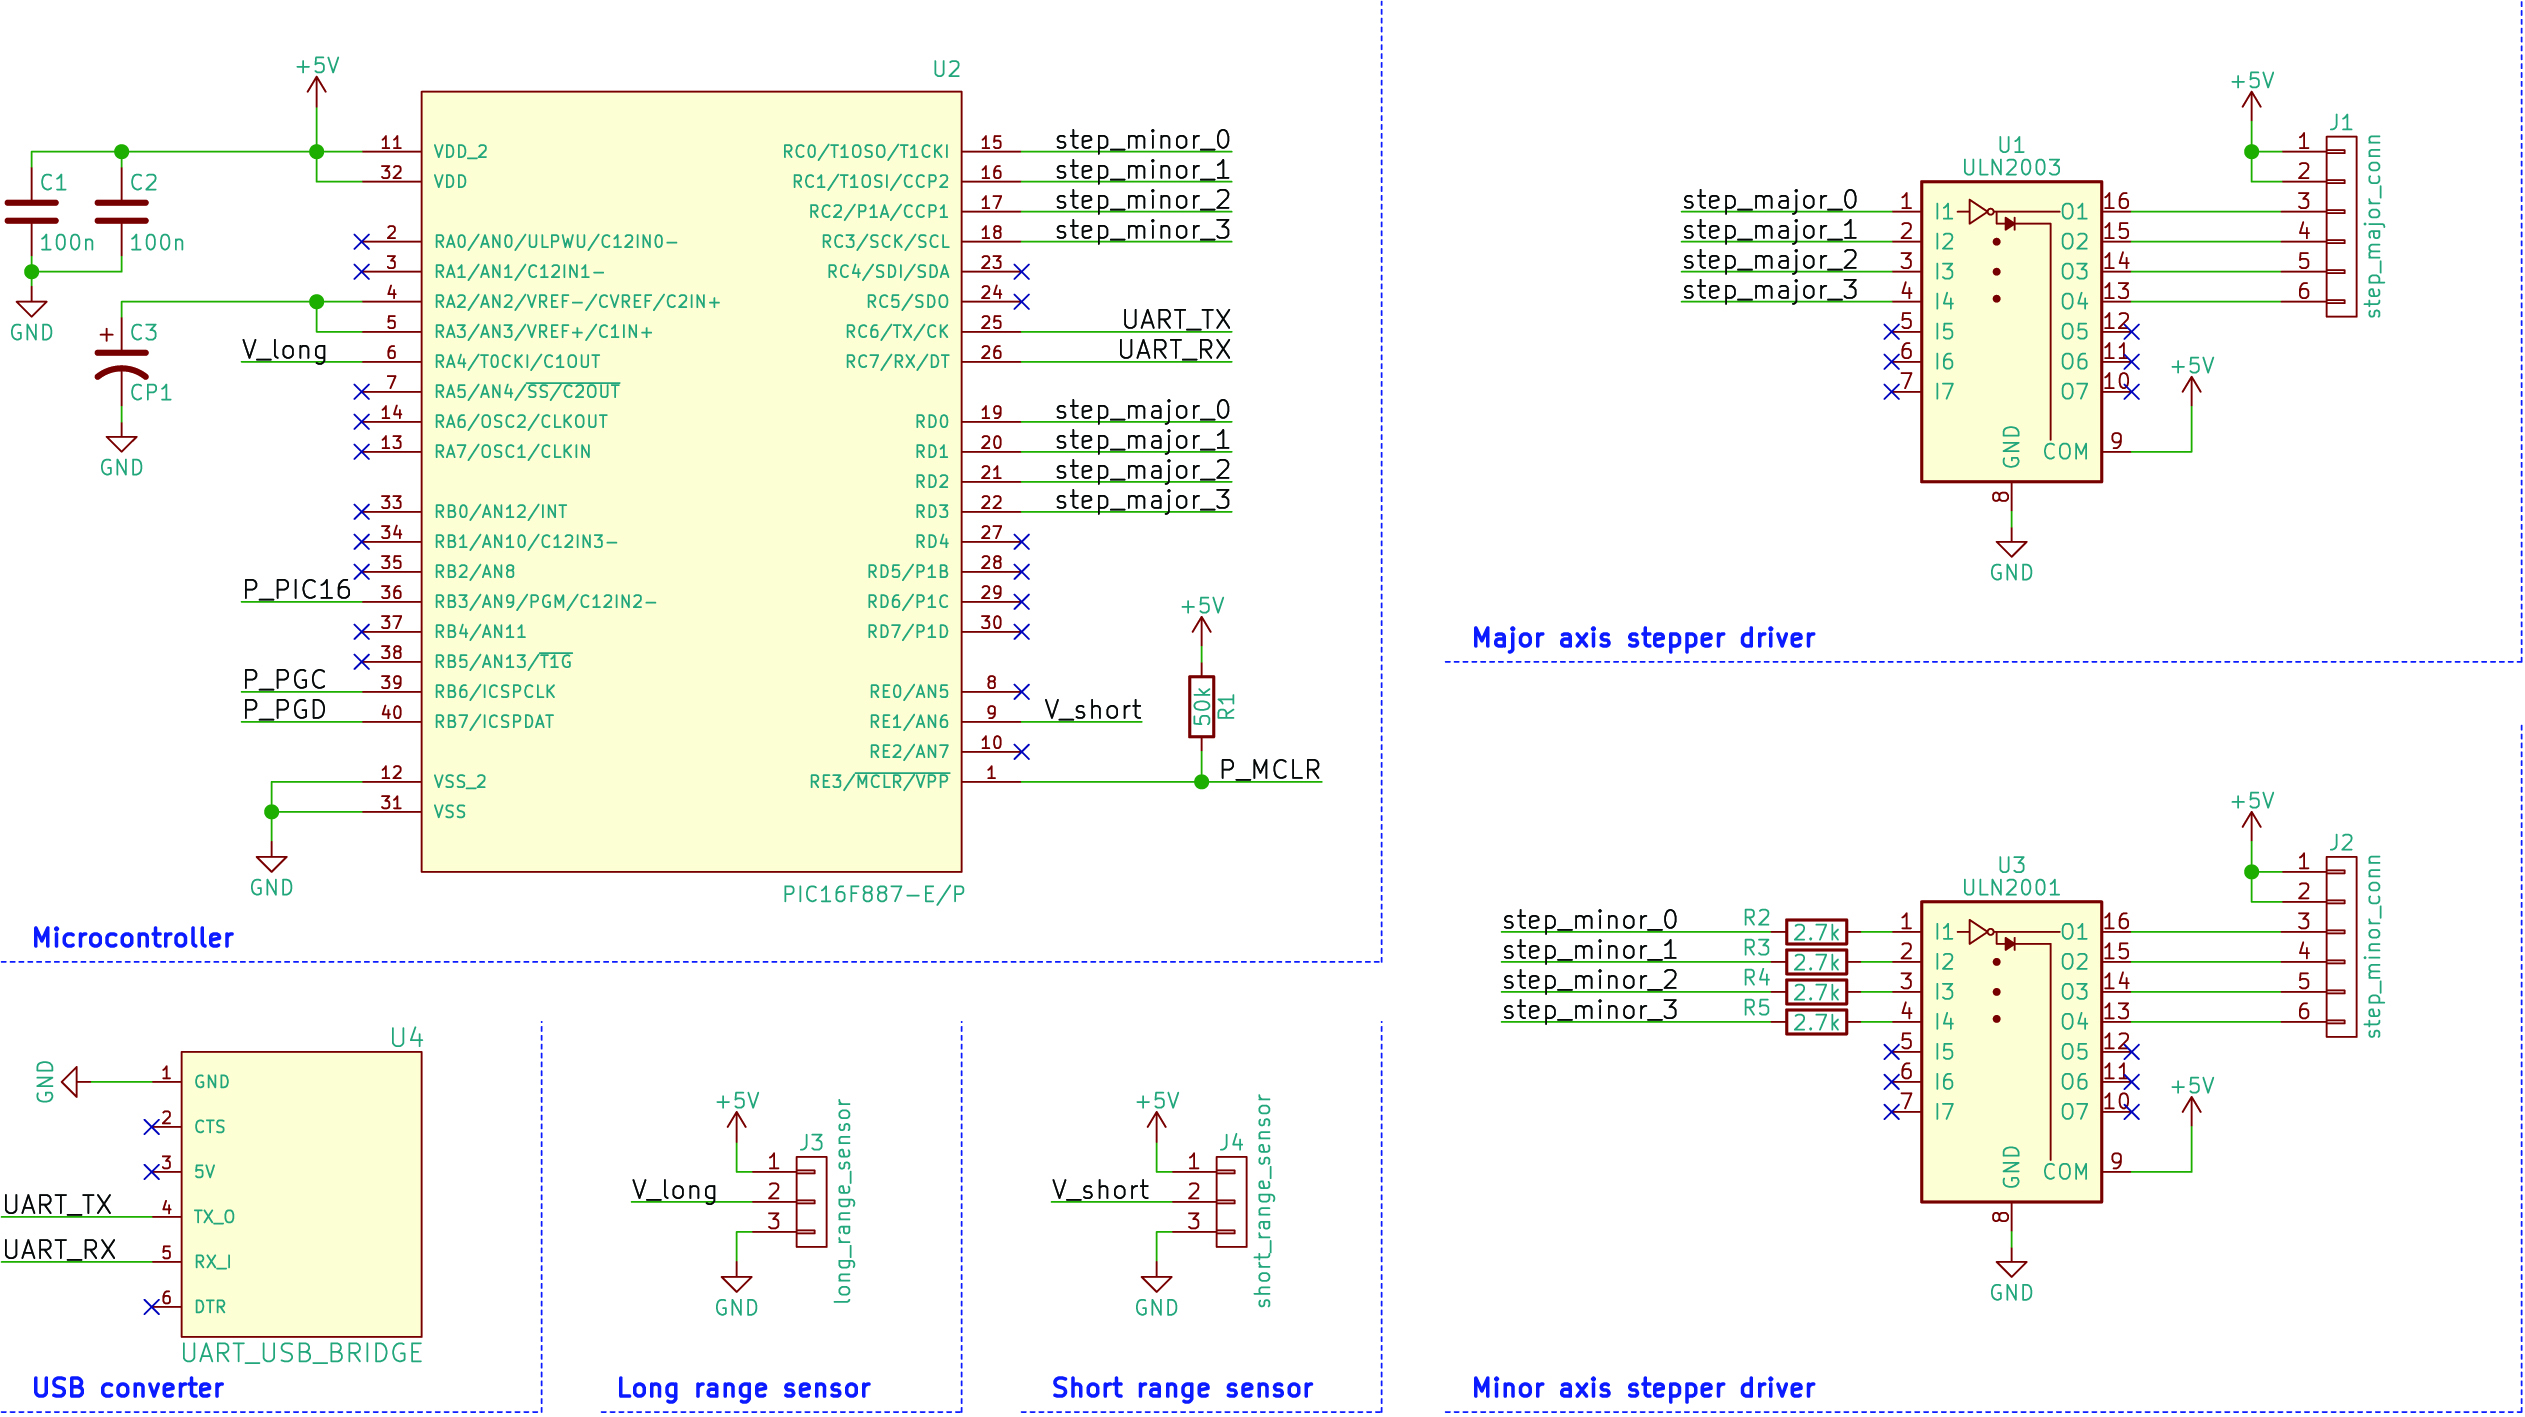 +5V
U2
11 VDD_2
32 VDD
2 RA0/AN0/ULPWU/C12IN0-
3 RA1/AN1/C12IN1-
4 RA2/AN2/VREF-/CVREF/C2IN+
5 RA3/AN3/VREF+/C1IN+
V_long 6 RA4/T0CKI/C1OUT
7 RA5/AN4/SS/C2OUT
14 RA6/OSC2/CLKOUT
13 RA7/OSC1/CLKIN
33 RB0/AN12/INT
34 RB1/AN10/C12IN3-
35 RB2/AN8
P_PIC16 36 RB3/AN9/PGM/C12IN2-
37 RB4/AN11
38 RB5/AN13/T1G
P_PGC 39 RB6/ICSPCLK
P_PGD 40 RB7/ICSPDAT
12 VSS_2
31 VSS
GND
C1
100n
C2
100n
GND
+
C3
CP1
GND
RC0/T1OSO/T1CKI 15 step_minor_0
RC1/T1OSI/CCP2 16 step_minor_1
RC2/P1A/CCP1 17 step_minor_2
RC3/SCK/SCL 18 step_minor_3
RC4/SDI/SDA 23
RC5/SDO 24
RC6/TX/CK 25 UART_TX
RC7/RX/DT 26 UART_RX
RD0 19 step_major_0
RD1 20 step_major_1
RD2 21 step_major_2
RD3 22 step_major_3
RD4 27
RD5/P1B 28
RD6/P1C 29
RD7/P1D 30
RE0/AN5 8
RE1/AN6 9 V_short
RE2/AN7 10
RE3/MCLR/VPP 1 P_MCLR
+5V
50k
R1
PIC16F887-E/P
Microcontroller
+5V
J1
step_major_conn
1
2
3
4
5
6
U1
ULN2003
step_major_0 1 I1 O1 16
step_major_1 2 I2 O2 15
step_major_2 3 I3 O3 14
step_major_3 4 I4 O4 13
5 I5 O5 12
6 I6 O6 11
7 I7 O7 10
+5V
GND COM 9
8
GND
Major axis stepper driver
+5V
J2
step_minor_conn
1
2
3
4
5
6
U3
ULN2001
step_minor_0 R2 2.7k 1 I1 O1 16
step_minor_1 R3 2.7k 2 I2 O2 15
step_minor_2 R4 2.7k 3 I3 O3 14
step_minor_3 R5 2.7k 4 I4 O4 13
5 I5 O5 12
6 I6 O6 11
7 I7 O7 10
+5V
GND COM 9
8
GND
Minor axis stepper driver
U4
GND 1 GND
2 CTS
3 5V
UART_TX 4 TX_O
UART_RX 5 RX_I
6 DTR
UART_USB_BRIDGE
USB converter
+5V
J3
long_range_sensor
1
V_long 2
3
GND
Long range sensor
+5V
J4
short_range_sensor
1
V_short 2
3
GND
Short range sensor